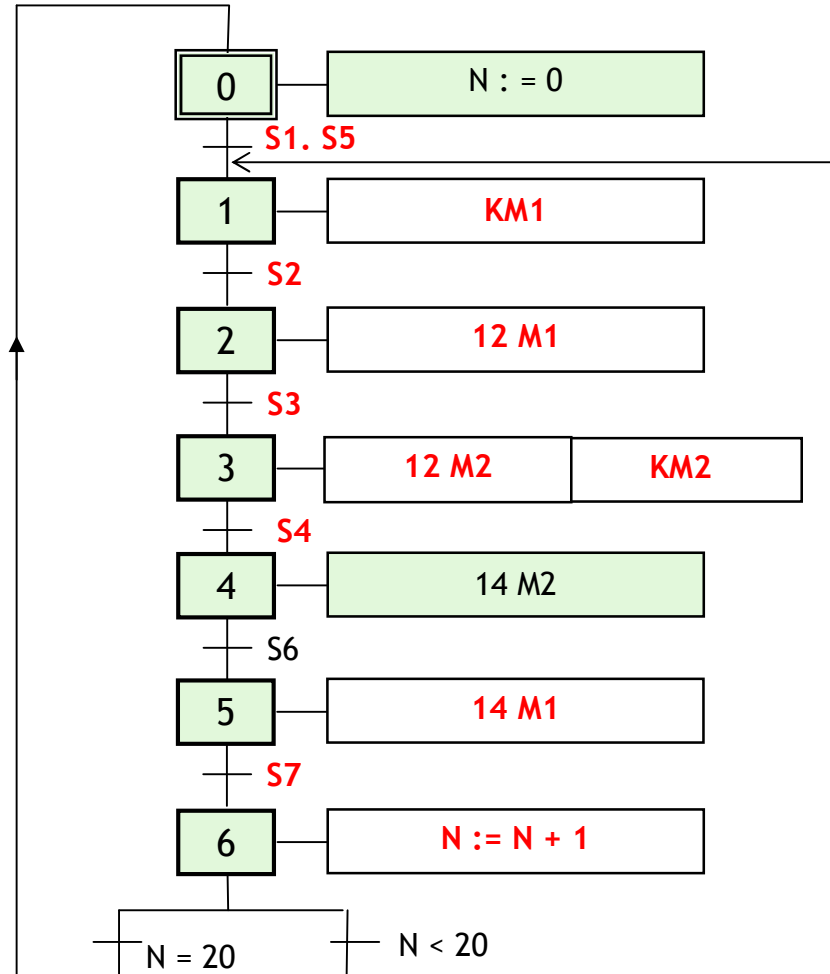 0
N : = 0
S1. S5
1
KM1
S2
2
12 M1
S3
3
12 M2
KM2
S4
4
14 M2
S6
5
14 M1
S7
6
N := N + 1
N = 20
N < 20